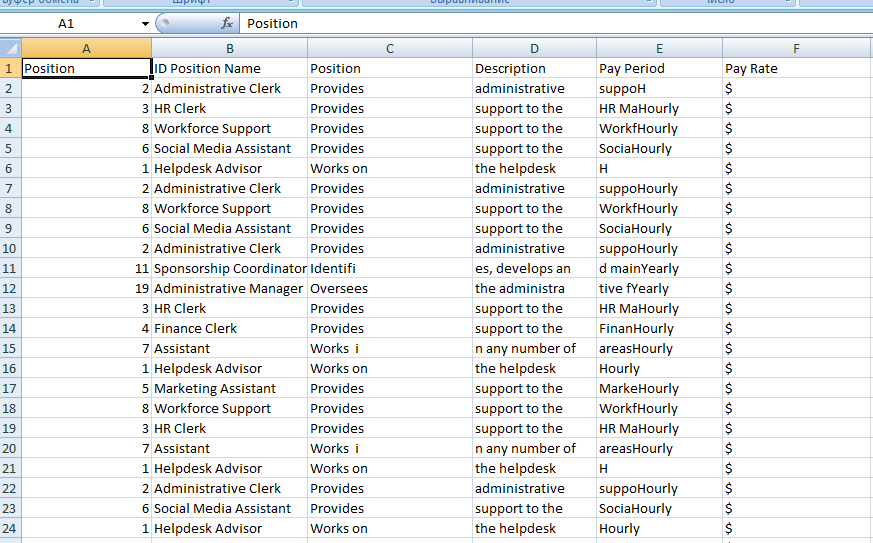 Буфер обмена Шрифт Выравнивание Число
A1 fx Position
A B C D E F
1 Position ID Position Name Position Description Pay Period Pay Rate
2 2 Administrative Clerk Provides administrative suppoH $
3 3 HR Clerk Provides support to the HR MaHourly $
4 8 Workforce Support Provides support to the WorkfHourly $
5 6 Social Media Assistant Provides support to the SociaHourly $
6 1 Helpdesk Advisor Works on the helpdesk H $
7 2 Administrative Clerk Provides administrative suppoHourly $
8 8 Workforce Support Provides support to the WorkfHourly $
9 6 Social Media Assistant Provides support to the SociaHourly $
10 2 Administrative Clerk Provides administrative suppoHourly $
11 11 Sponsorship Coordinator Identifi es, develops an d mainYearly $
12 19 Administrative Manager Oversees the administra tive fYearly $
13 3 HR Clerk Provides support to the HR MaHourly $
14 4 Finance Clerk Provides support to the FinanHourly $
15 7 Assistant Works i n any number of areasHourly $
16 1 Helpdesk Advisor Works on the helpdesk Hourly $
17 5 Marketing Assistant Provides support to the MarkeHourly $
18 8 Workforce Support Provides support to the WorkfHourly $
19 3 HR Clerk Provides support to the HR MaHourly $
20 7 Assistant Works i n any number of areasHourly $
21 1 Helpdesk Advisor Works on the helpdesk H $
22 2 Administrative Clerk Provides administrative suppoHourly $
23 6 Social Media Assistant Provides support to the SociaHourly $
24 1 Helpdesk Advisor Works on the helpdesk Hourly $